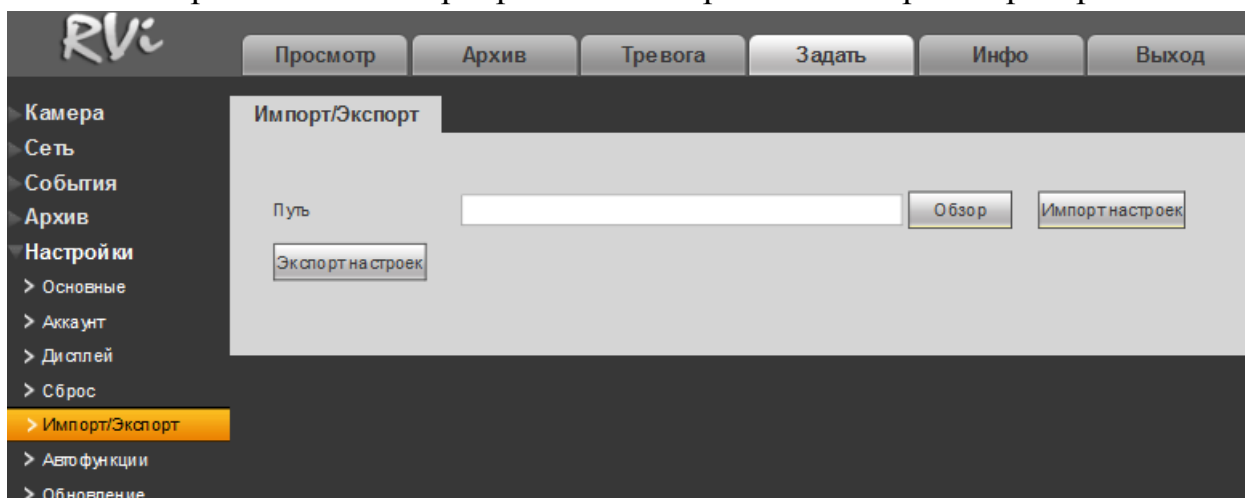 RVi
Просмотр Архив Тревога Задать Инфо Выход
Камера
Сеть
События
Архив
Настройки
> Основные
> Аккаунт
> Дисплей
> Сброс
> Импорт/Экспорт
> Автофункции
> Обновление
Импорт/Экспорт
Путь Обзор Импорт настроек
Экспорт настроек